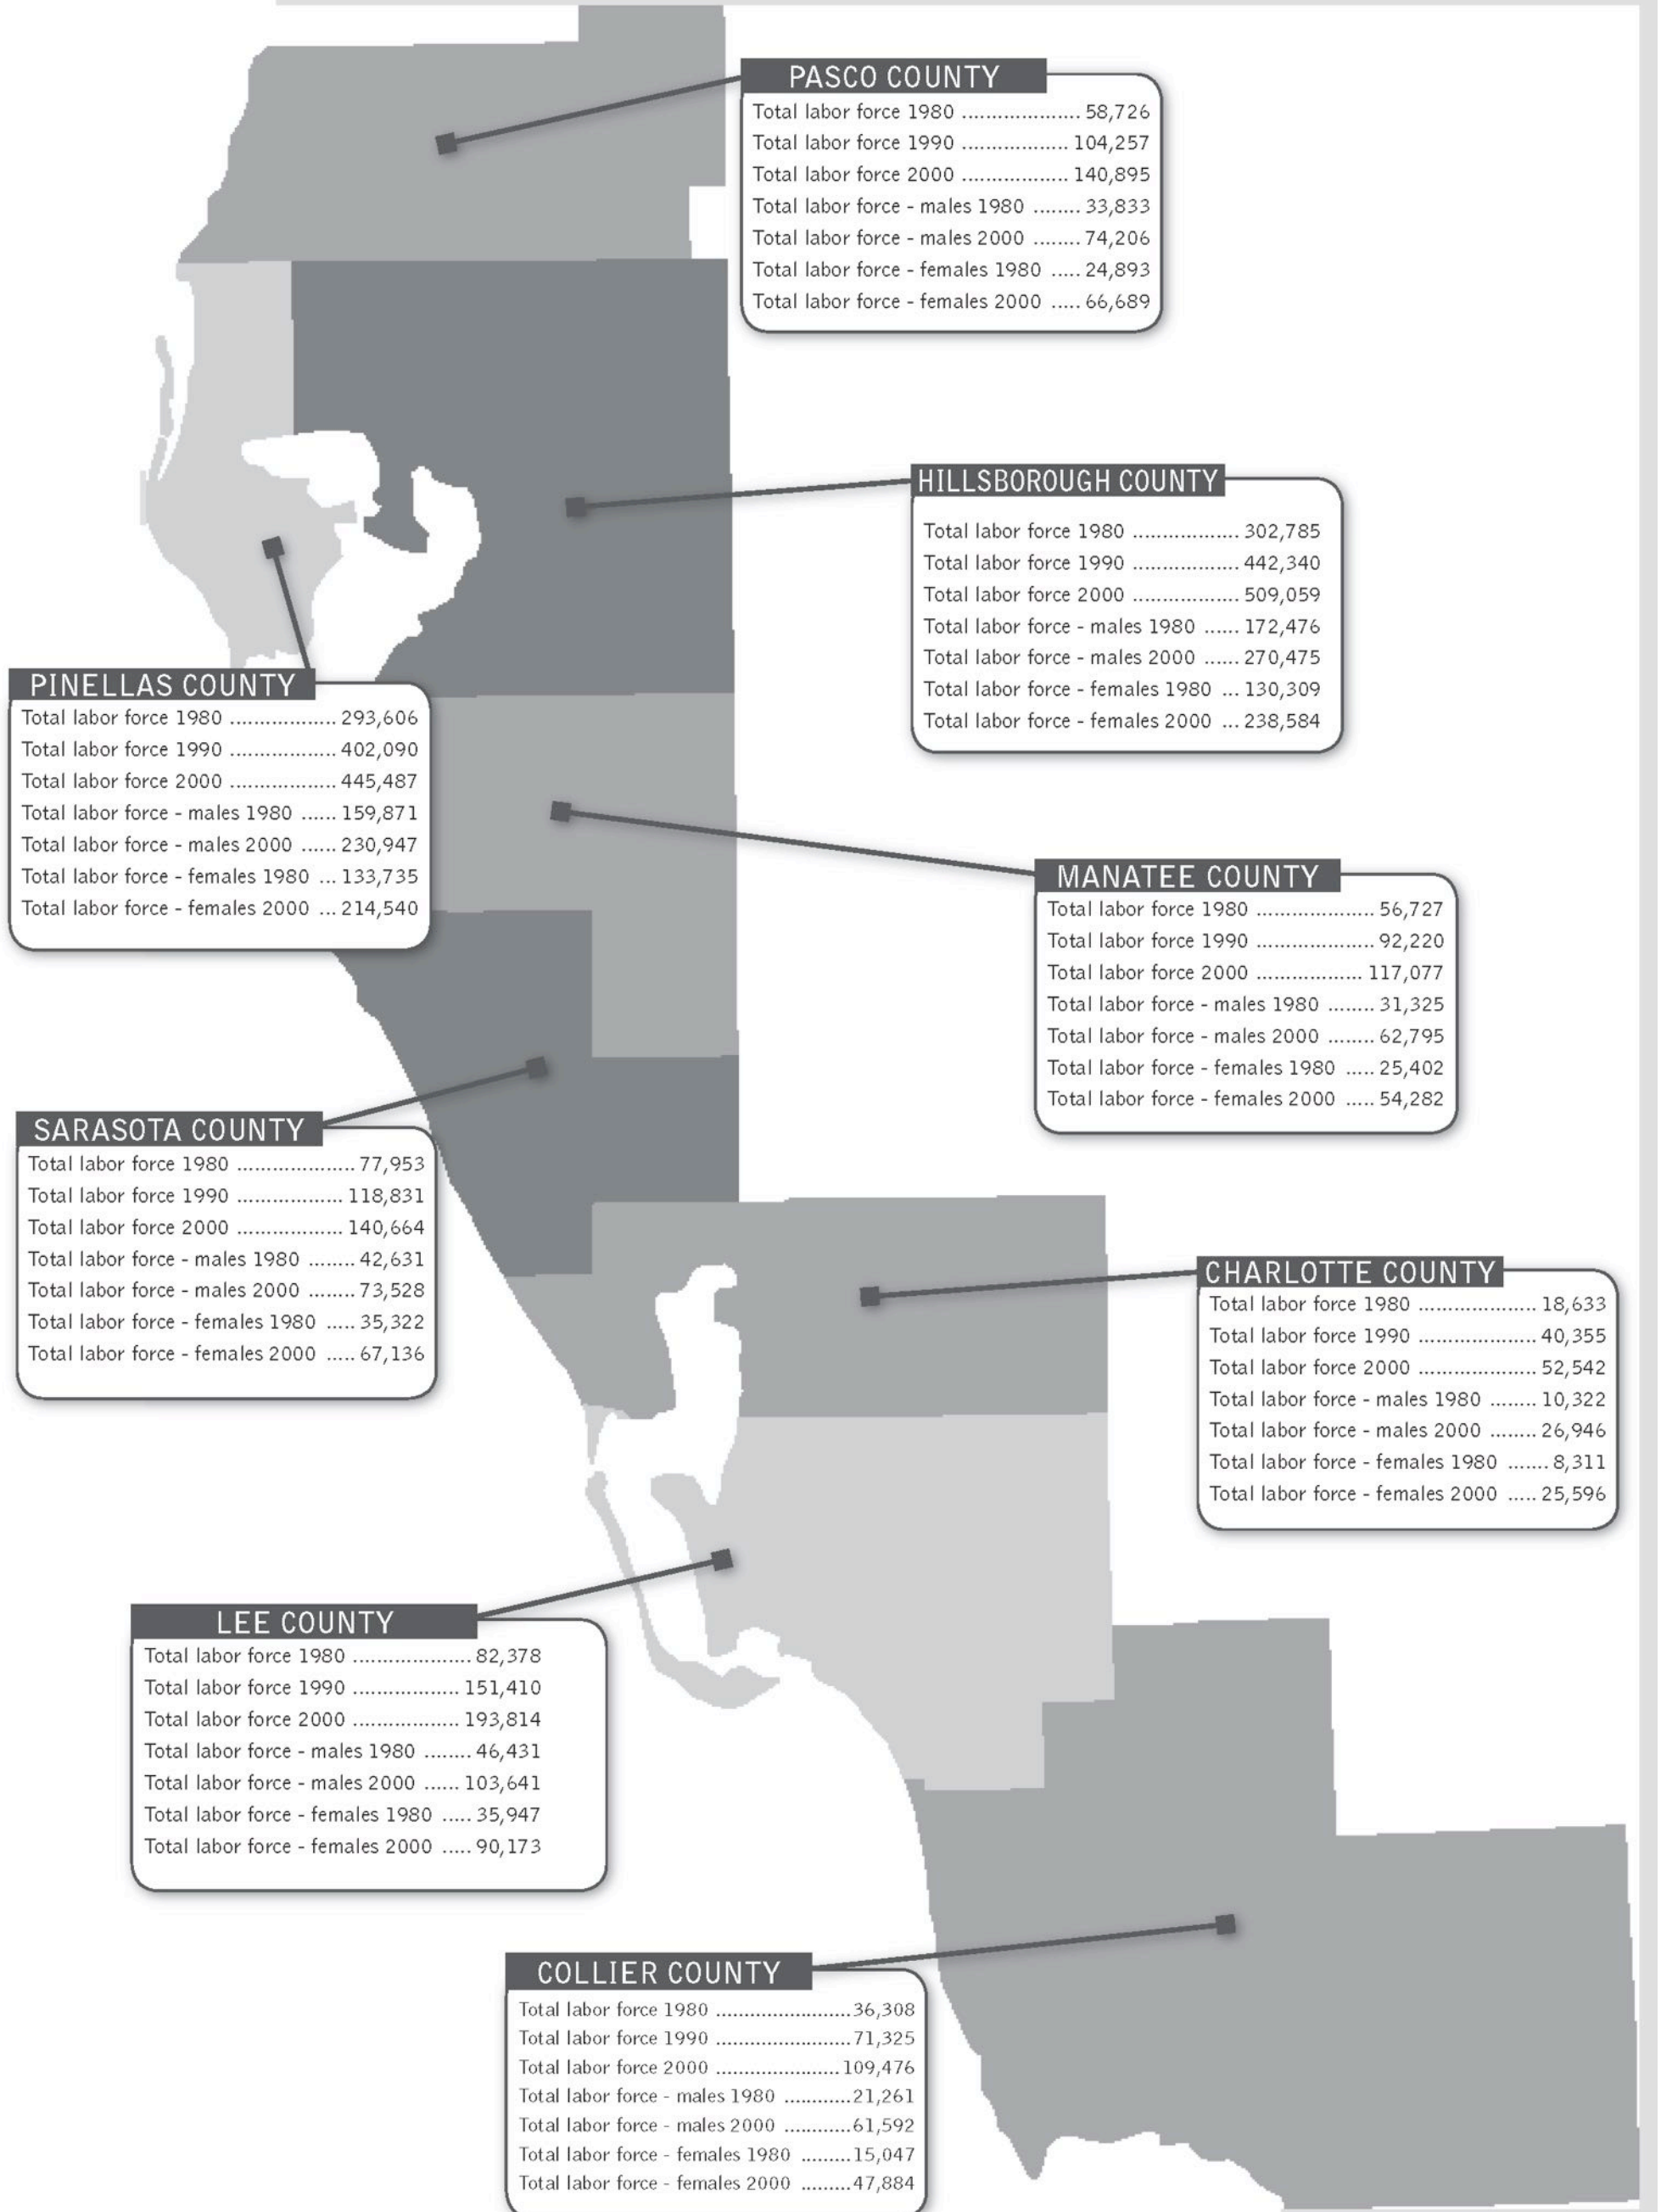 PASCO COUNTY
Total labor force 1980 .................... 58,726
Total labor force 1990 .................. 104,257
Total labor force 2000 .................. 140,895
Total labor force - males 1980 ........ 33,833
Total labor force - males 2000 ........ 74,206
Total labor force - females 1980 ..... 24,893
Total labor force - females 2000 ..... 66,689
HILLSBOROUGH COUNTY
Total labor force 1980 .................. 302,785
Total labor force 1990 .................. 442,340
Total labor force 2000 .................. 509,059
Total labor force - males 1980 ...... 172,476
Total labor force - males 2000 ...... 270,475
Total labor force - females 1980 ... 130,309
Total labor force - females 2000 ... 238,584
PINELLAS COUNTY
Total labor force 1980 .................. 293,606
Total labor force 1990 .................. 402,090
Total labor force 2000 .................. 445,487
Total labor force - males 1980 ...... 159,871
Total labor force - males 2000 ...... 230,947
Total labor force - females 1980 ... 133,735
Total labor force - females 2000 ... 214,540
MANATEE COUNTY
Total labor force 1980 .................... 56,727
Total labor force 1990 .................... 92,220
Total labor force 2000 .................. 117,077
Total labor force - males 1980 ........ 31,325
Total labor force - males 2000 ........ 62,795
Total labor force - females 1980 ..... 25,402
Total labor force - females 2000 ..... 54,282
SARASOTA COUNTY
Total labor force 1980 .................... 77,953
Total labor force 1990 .................. 118,831
Total labor force 2000 .................. 140,664
Total labor force - males 1980 ........ 42,631
Total labor force - males 2000 ........ 73,528
Total labor force - females 1980 ..... 35,322
Total labor force - females 2000 ..... 67,136
CHARLOTTE COUNTY
Total labor force 1980 .................... 18,633
Total labor force 1990 .................... 40,355
Total labor force 2000 .................... 52,542
Total labor force - males 1980 ........ 10,322
Total labor force - males 2000 ........ 26,946
Total labor force - females 1980 ....... 8,311
Total labor force - females 2000 ..... 25,596
LEE COUNTY
Total labor force 1980 .................... 82,378
Total labor force 1990 .................. 151,410
Total labor force 2000 .................. 193,814
Total labor force - males 1980 ........ 46,431
Total labor force - males 2000 ...... 103,641
Total labor force - females 1980 ..... 35,947
Total labor force - females 2000 ..... 90,173
COLLIER COUNTY
Total labor force 1980 ........................36,308
Total labor force 1990 ........................71,325
Total labor force 2000 ......................109,476
Total labor force - males 1980 ............21,261
Total labor force - males 2000 ............61,592
Total labor force - females 1980 .........15,047
Total labor force - females 2000 .........47,884